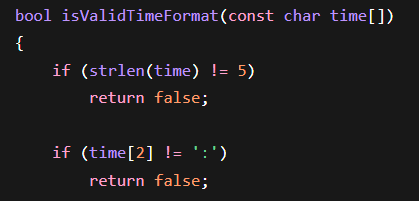 bool isValidTimeFormat(const char time[])
{
    if (strlen(time) != 5)
        return false;

    if (time[2] != ':')
        return false;